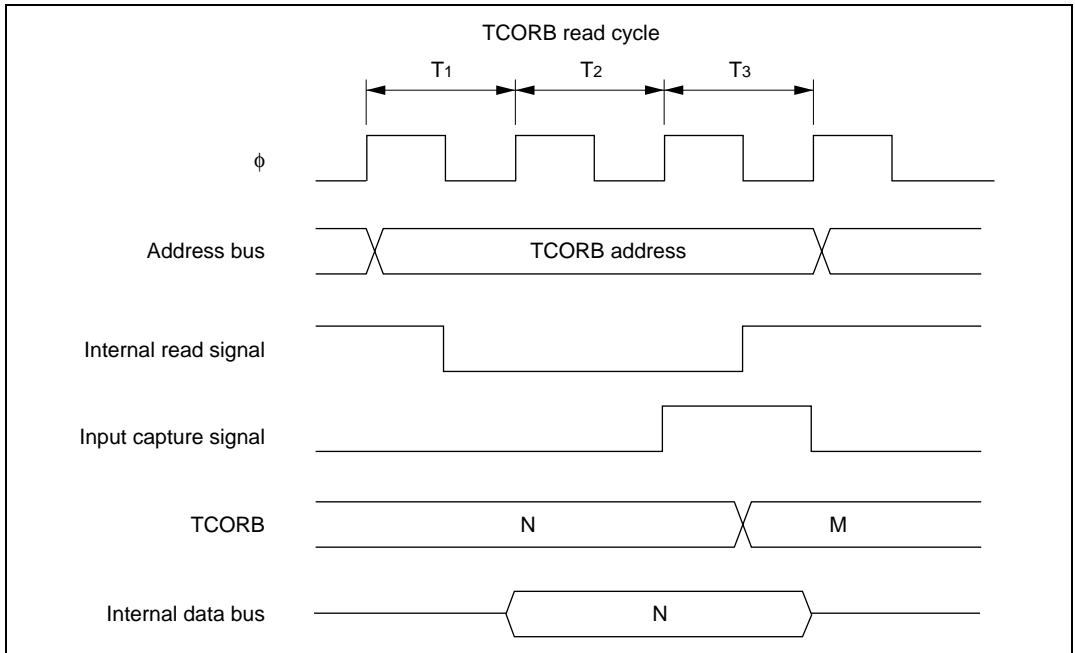 TCORB read cycle
T1 T2 T3
ϕ
Address bus TCORB address
Internal read signal
Input capture signal
TCORB N M
Internal data bus N